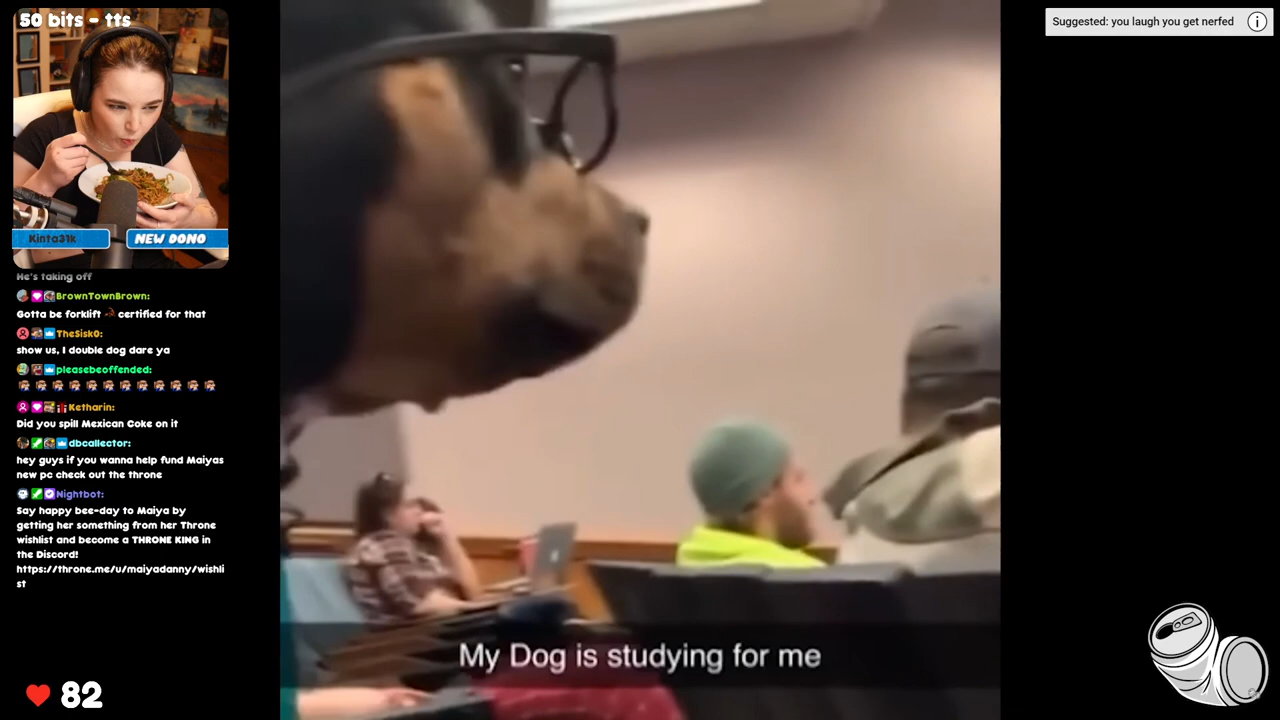 50 bits - tts
Kinta31k
NEW DONO
He's taking off
BrownTownBrown:
Gotta be forklift certified for that
TheSisk0:
show us, I double dog dare ya
pleasebeoffended:
Ketharin:
Did you spill Mexican Coke on it
dbcallector:
hey guys if you wanna help fund Maiyas
new pc check out the throne
Nightbot:
Say happy bee-day to Maiya by
getting her something from her Throne
wishlist and become a THRONE KING in
the Discord!
https://throne.me/u/maiyadanny/wishli
st
82
My Dog is studying for me
Suggested: you laugh you get nerfed